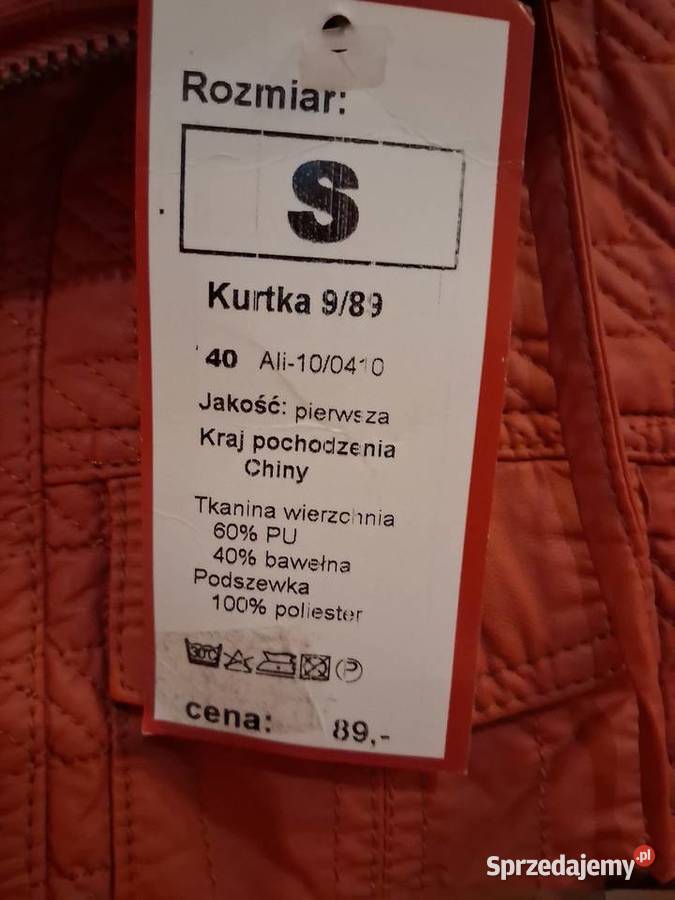 Rozmiar:
S
Kurtka 9/89
40 Ali-10/0410
Jakość: pierwsza
Kraj pochodzenia
Chiny
Tkanina wierzchnia
60% PU
40% bawełna
Podszewka
100% poliester
30°C P
cena: 89,-
Sprzedajemy.pl